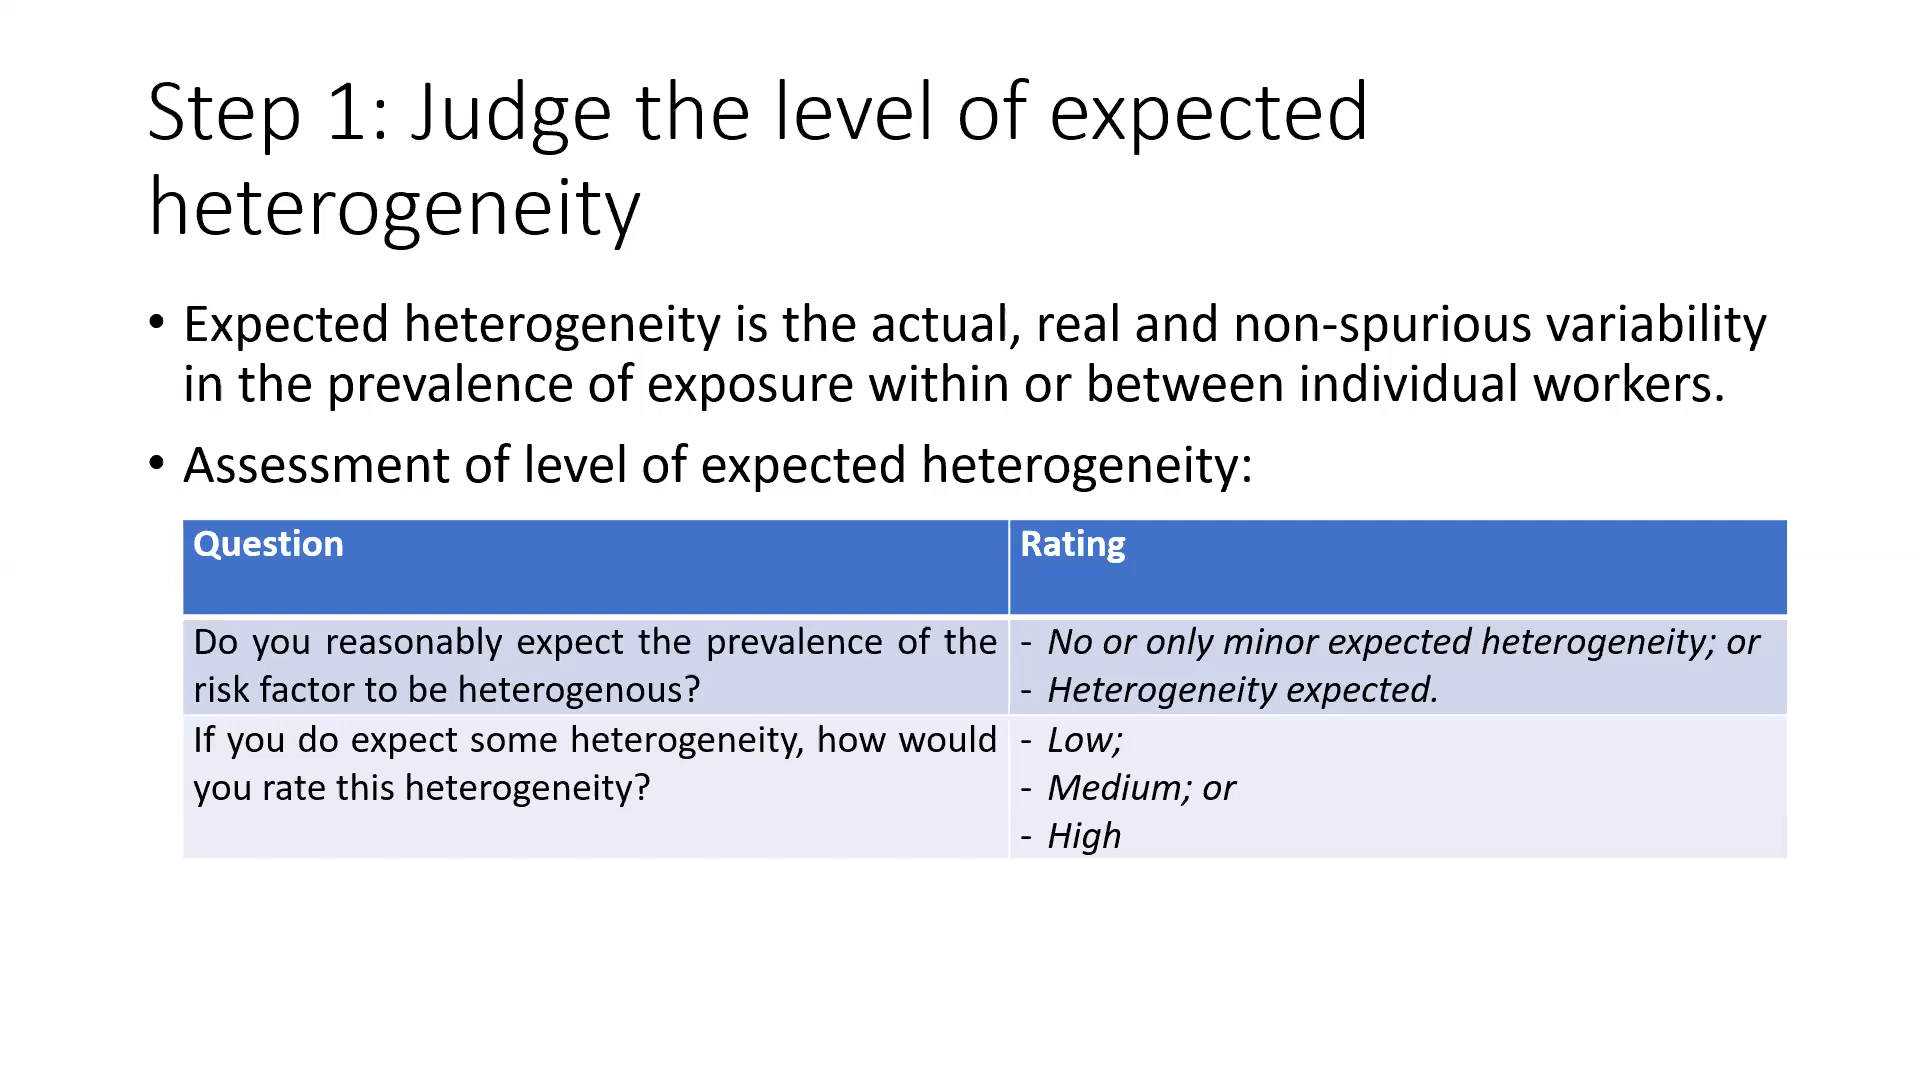 Step 1: Judge the level of expected
heterogeneity
• Expected heterogeneity is the actual, real and non-spurious variability
in the prevalence of exposure within or between individual workers.
• Assessment of level of expected heterogeneity:
Question
Rating
Do you reasonably expect the prevalence of the
risk factor to be heterogenous?
- No or only minor expected heterogeneity; or
- Heterogeneity expected.
If you do expect some heterogeneity, how would
you rate this heterogeneity?
- Low;
- Medium; or
- High